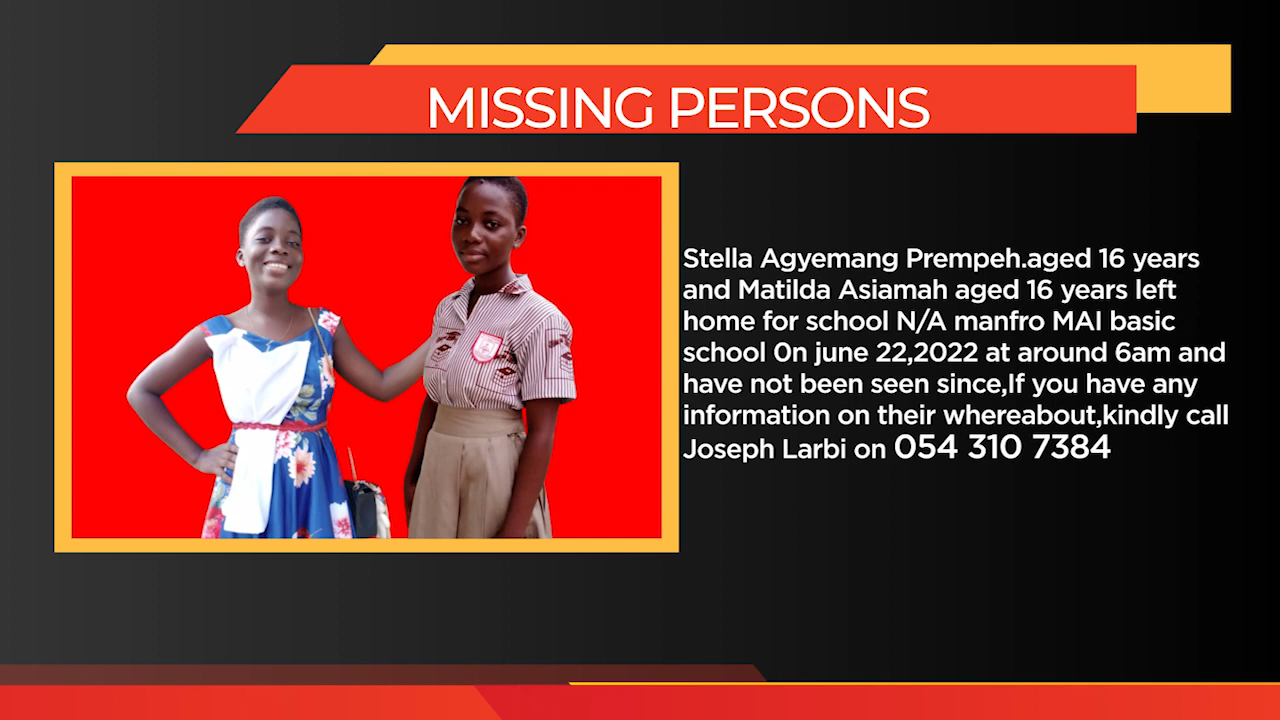 MISSING PERSONS
Stella Agyemang Prempeh.aged 16 years
and Matilda Asiamah aged 16 years left
home for school N/A manfro MAI basic
school 0n june 22,2022 at around 6am and
have not been seen since,If you have any
information on their whereabout,kindly call
Joseph Larbi on 054 310 7384